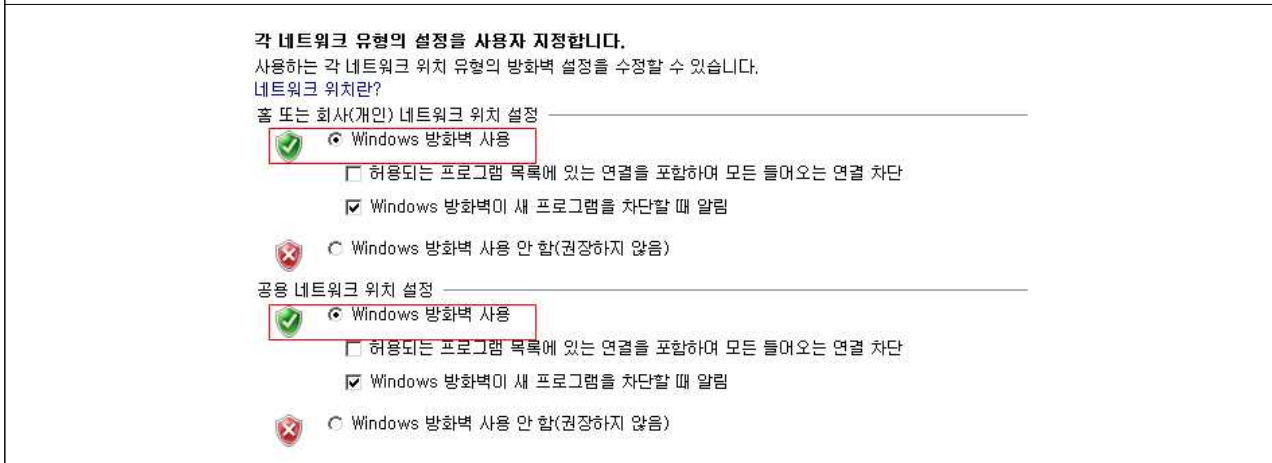 각 네트워크 유형의 설정을 사용자 지정합니다.
사용하는 각 네트워크 위치 유형의 방화벽 설정을 수정할 수 있습니다.
네트워크 위치란?
홈 또는 회사(개인) 네트워크 위치 설정
Windows 방화벽 사용
허용되는 프로그램 목록에 있는 연결을 포함하여 모든 들어오는 연결 차단
Windows 방화벽이 새 프로그램을 차단할 때 알림
Windows 방화벽 사용 안 함(권장하지 않음)
공용 네트워크 위치 설정
Windows 방화벽 사용
허용되는 프로그램 목록에 있는 연결을 포함하여 모든 들어오는 연결 차단
Windows 방화벽이 새 프로그램을 차단할 때 알림
Windows 방화벽 사용 안 함(권장하지 않음)